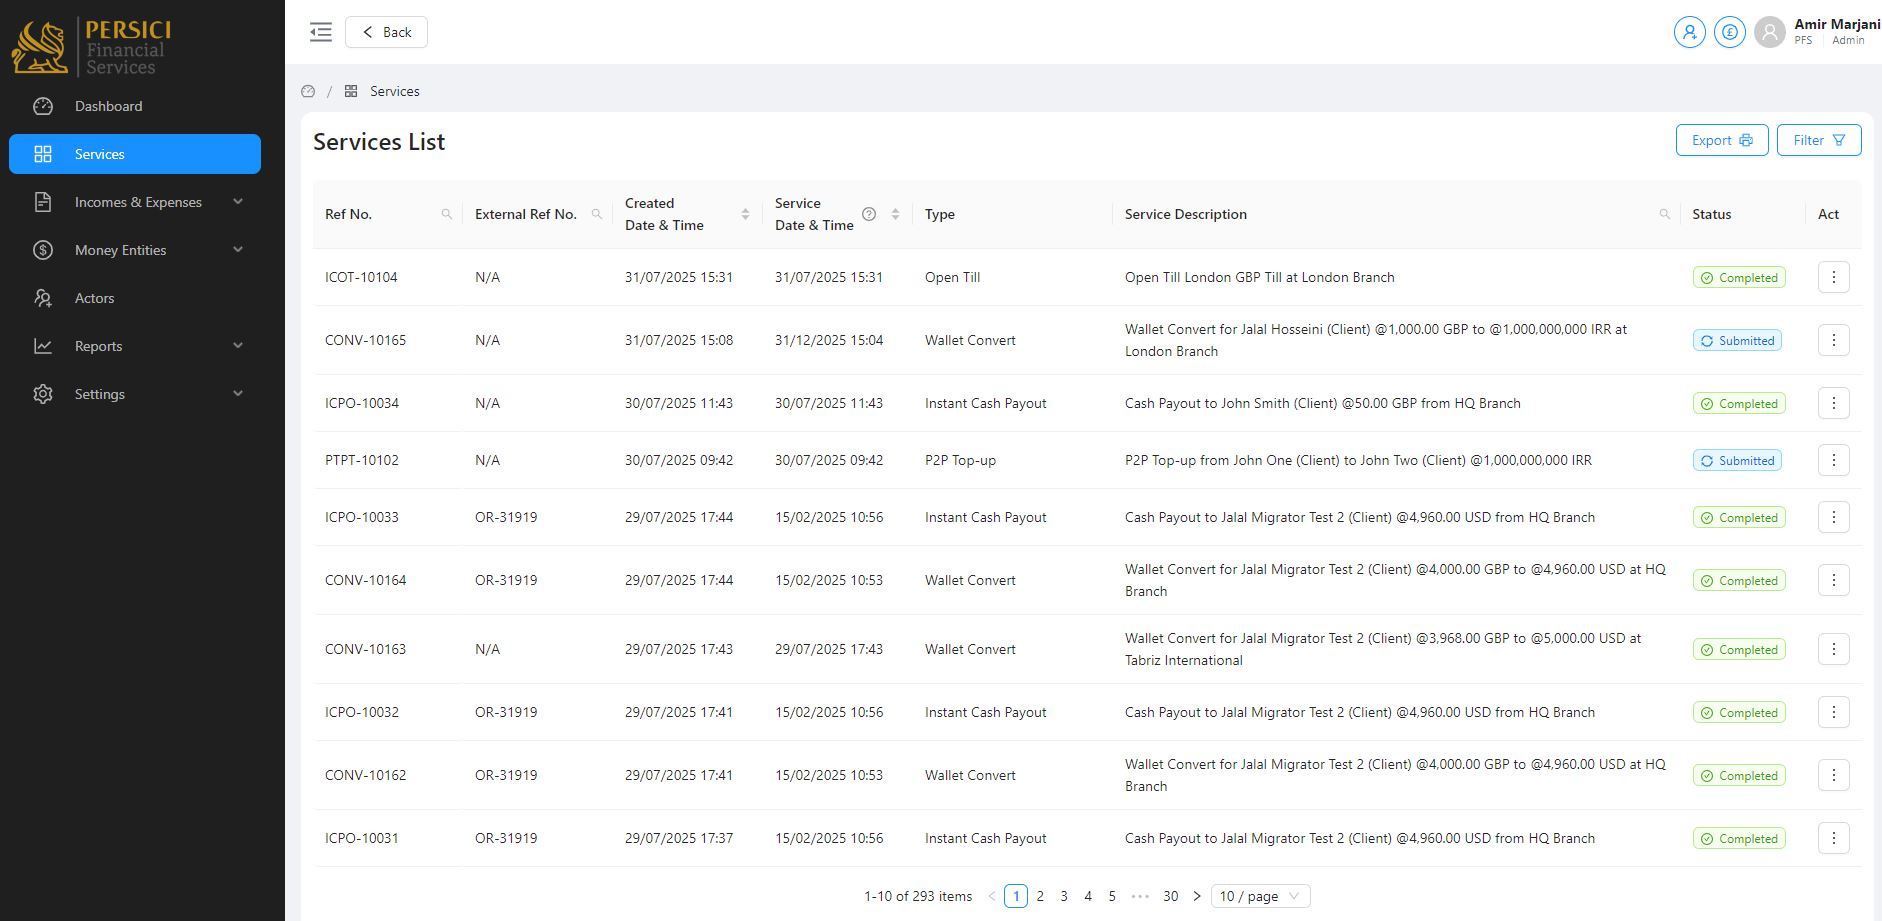 PERSICI
Financial
Services
Dashboard
Services
Incomes & Expenses
Money Entities
Actors
Reports
Settings
Back
Amir Marjani
PFS Admin
/ Services
Services List
Export
Filter
Ref No. External Ref No. Created Date & Time Service Date & Time Type Service Description Status Act
ICOT-10104 N/A 31/07/2025 15:31 31/07/2025 15:31 Open Till Open Till London GBP Till at London Branch Completed
CONV-10165 N/A 31/07/2025 15:08 31/12/2025 15:04 Wallet Convert Wallet Convert for Jalal Hosseini (Client) @1,000.00 GBP to @1,000,000,000 IRR at London Branch Submitted
ICPO-10034 N/A 30/07/2025 11:43 30/07/2025 11:43 Instant Cash Payout Cash Payout to John Smith (Client) @50.00 GBP from HQ Branch Completed
PTPT-10102 N/A 30/07/2025 09:42 30/07/2025 09:42 P2P Top-up P2P Top-up from John One (Client) to John Two (Client) @1,000,000,000 IRR Submitted
ICPO-10033 OR-31919 29/07/2025 17:44 15/02/2025 10:56 Instant Cash Payout Cash Payout to Jalal Migrator Test 2 (Client) @4,960.00 USD from HQ Branch Completed
CONV-10164 OR-31919 29/07/2025 17:44 15/02/2025 10:53 Wallet Convert Wallet Convert for Jalal Migrator Test 2 (Client) @4,000.00 GBP to @4,960.00 USD at HQ Branch Completed
CONV-10163 N/A 29/07/2025 17:43 29/07/2025 17:43 Wallet Convert Wallet Convert for Jalal Migrator Test 2 (Client) @3,968.00 GBP to @5,000.00 USD at Tabriz International Completed
ICPO-10032 OR-31919 29/07/2025 17:41 15/02/2025 10:56 Instant Cash Payout Cash Payout to Jalal Migrator Test 2 (Client) @4,960.00 USD from HQ Branch Completed
CONV-10162 OR-31919 29/07/2025 17:41 15/02/2025 10:53 Wallet Convert Wallet Convert for Jalal Migrator Test 2 (Client) @4,000.00 GBP to @4,960.00 USD at HQ Branch Completed
ICPO-10031 OR-31919 29/07/2025 17:37 15/02/2025 10:56 Instant Cash Payout Cash Payout to Jalal Migrator Test 2 (Client) @4,960.00 USD from HQ Branch Completed
1-10 of 293 items < 1 2 3 4 5 ••• 30 > 10 / page